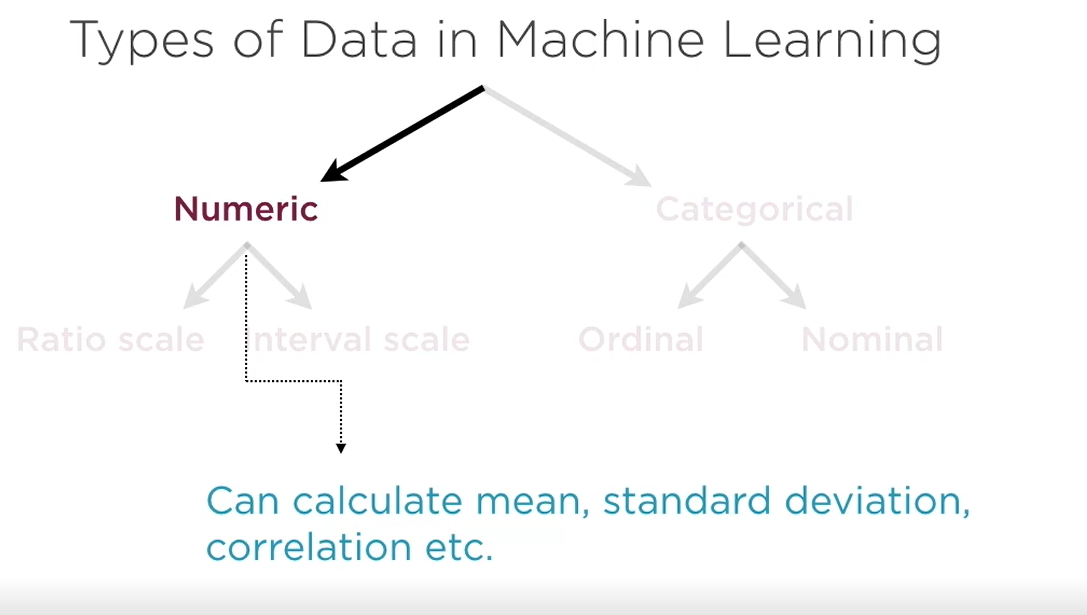 Types of Data in Machine Learning
Numeric
Categorical
Ratio scale
Interval scale
Ordinal
Nominal
Can calculate mean, standard deviation,
correlation etc.